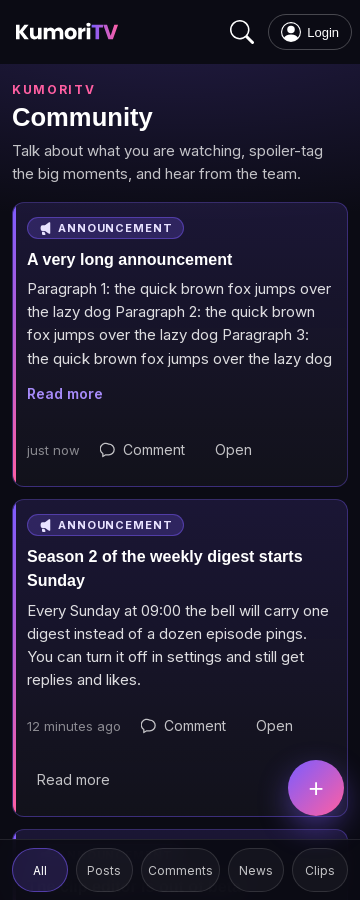 KumoriTV
Login
KUMORITV
Community
Talk about what you are watching, spoiler-tag
the big moments, and hear from the team.
ANNOUNCEMENT
A very long announcement
Paragraph 1: the quick brown fox jumps over
the lazy dog Paragraph 2: the quick brown
fox jumps over the lazy dog Paragraph 3:
the quick brown fox jumps over the lazy dog
Read more
just now Comment Open
ANNOUNCEMENT
Season 2 of the weekly digest starts
Sunday
Every Sunday at 09:00 the bell will carry one
digest instead of a dozen episode pings.
You can turn it off in settings and still get
replies and likes.
12 minutes ago Comment Open
Read more
+
All Posts Comments News Clips